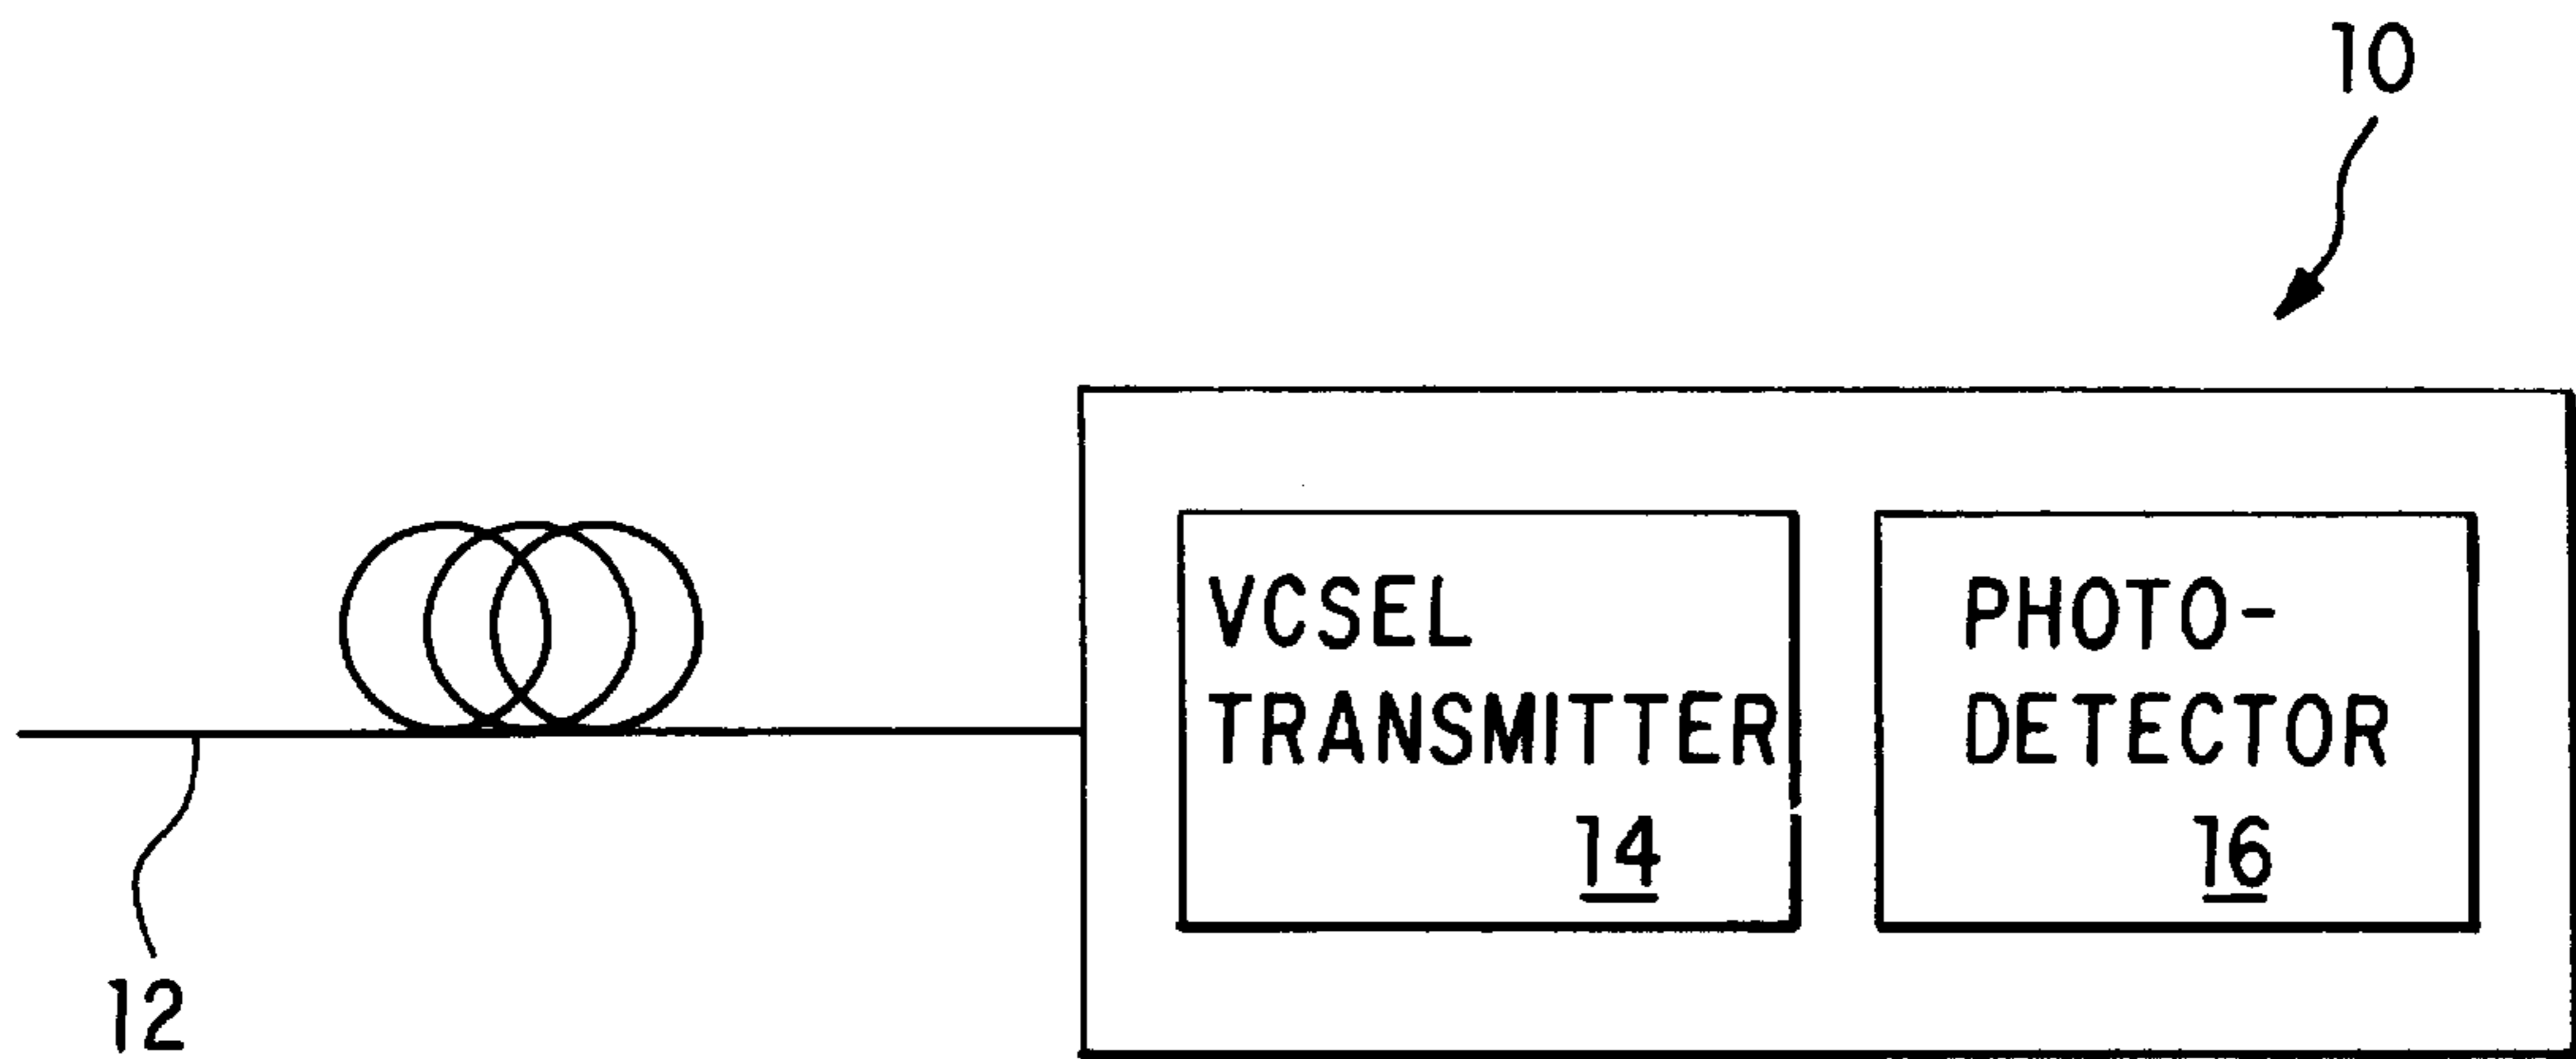 10
VCSEL
TRANSMITTER
14
PHOTO-
DETECTOR
16
12